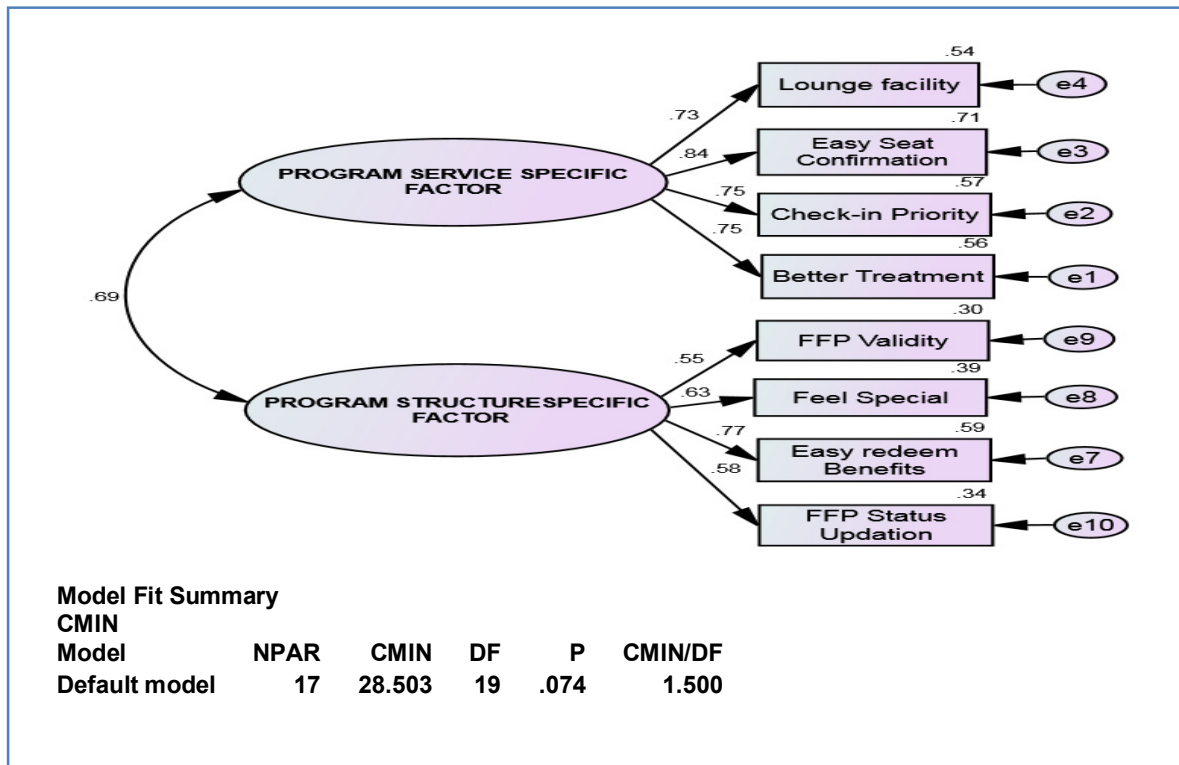 .54
Lounge facility
e4
.73
.71
.84
Easy Seat
Confirmation
e3
PROGRAM SERVICE SPECIFIC
FACTOR
.57
.75
Check-in Priority
e2
.75
.56
Better Treatment
e1
.69
.30
FFP Validity
e9
.55
.39
.63
Feel Special
e8
PROGRAM STRUCTURESPECIFIC
FACTOR
.59
.77
Easy redeem
Benefits
e7
.58
.34
FFP Status
Updation
e10
Model Fit Summary
CMIN
Model NPAR CMIN DF P CMIN/DF
Default model 17 28.503 19 .074 1.500